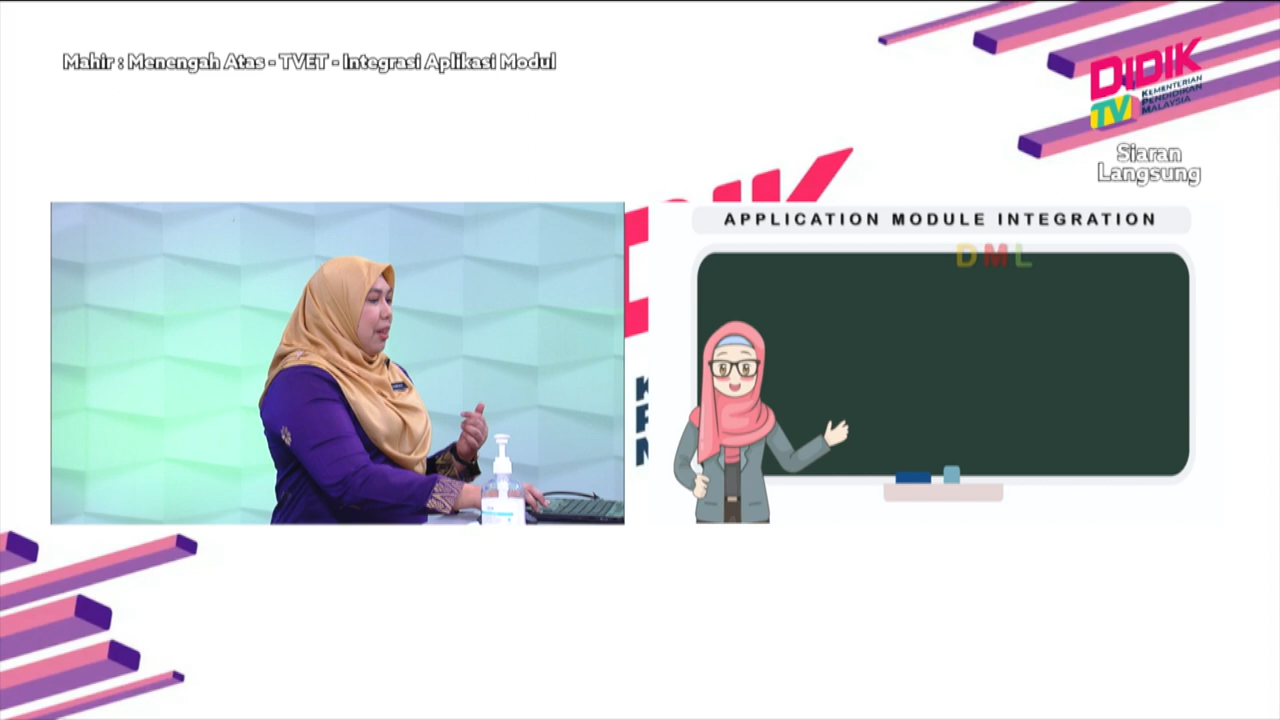 Mahir : Menengah Atas - TVET - Integrasi Aplikasi Modul
DIDIK
TV
KEMENTERIAN
PENDIDIKAN
MALAYSIA
Siaran
Langsung
APPLICATION MODULE INTEGRATION
DML